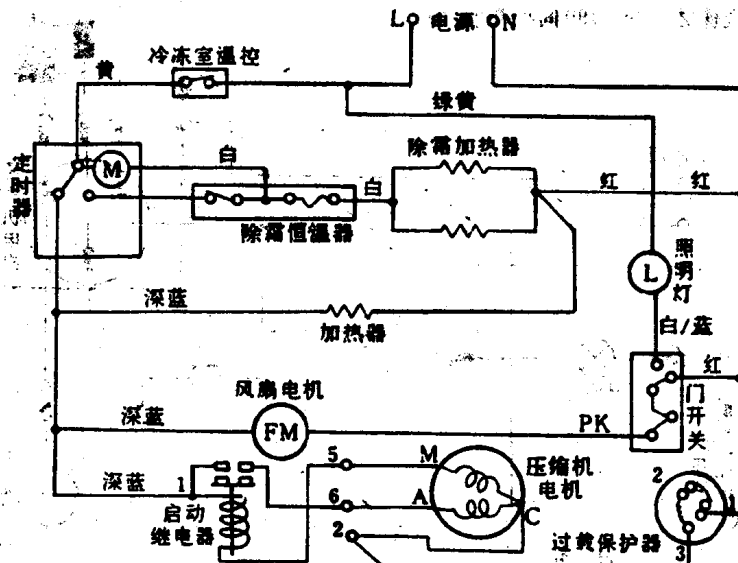 L 电源 N
冷冻室温控
黄
绿黄
定时器
M
白
除霜加热器
白
红
红
除霜恒温器
照明灯
L
深蓝
加热器
白/蓝
红
风扇电机
深蓝
FM
PK
门开关
深蓝
1
启动
继电器
5
M
压缩机
电机
6
A
C
2
2
1
过载保护器
3